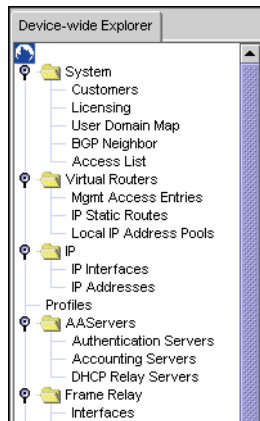 Device-wide Explorer
System
Customers
Licensing
User Domain Map
BGP Neighbor
Access List
Virtual Routers
Mgmt Access Entries
IP Static Routes
Local IP Address Pools
IP
IP Interfaces
IP Addresses
Profiles
AAServers
Authentication Servers
Accounting Servers
DHCP Relay Servers
Frame Relay
Interfaces